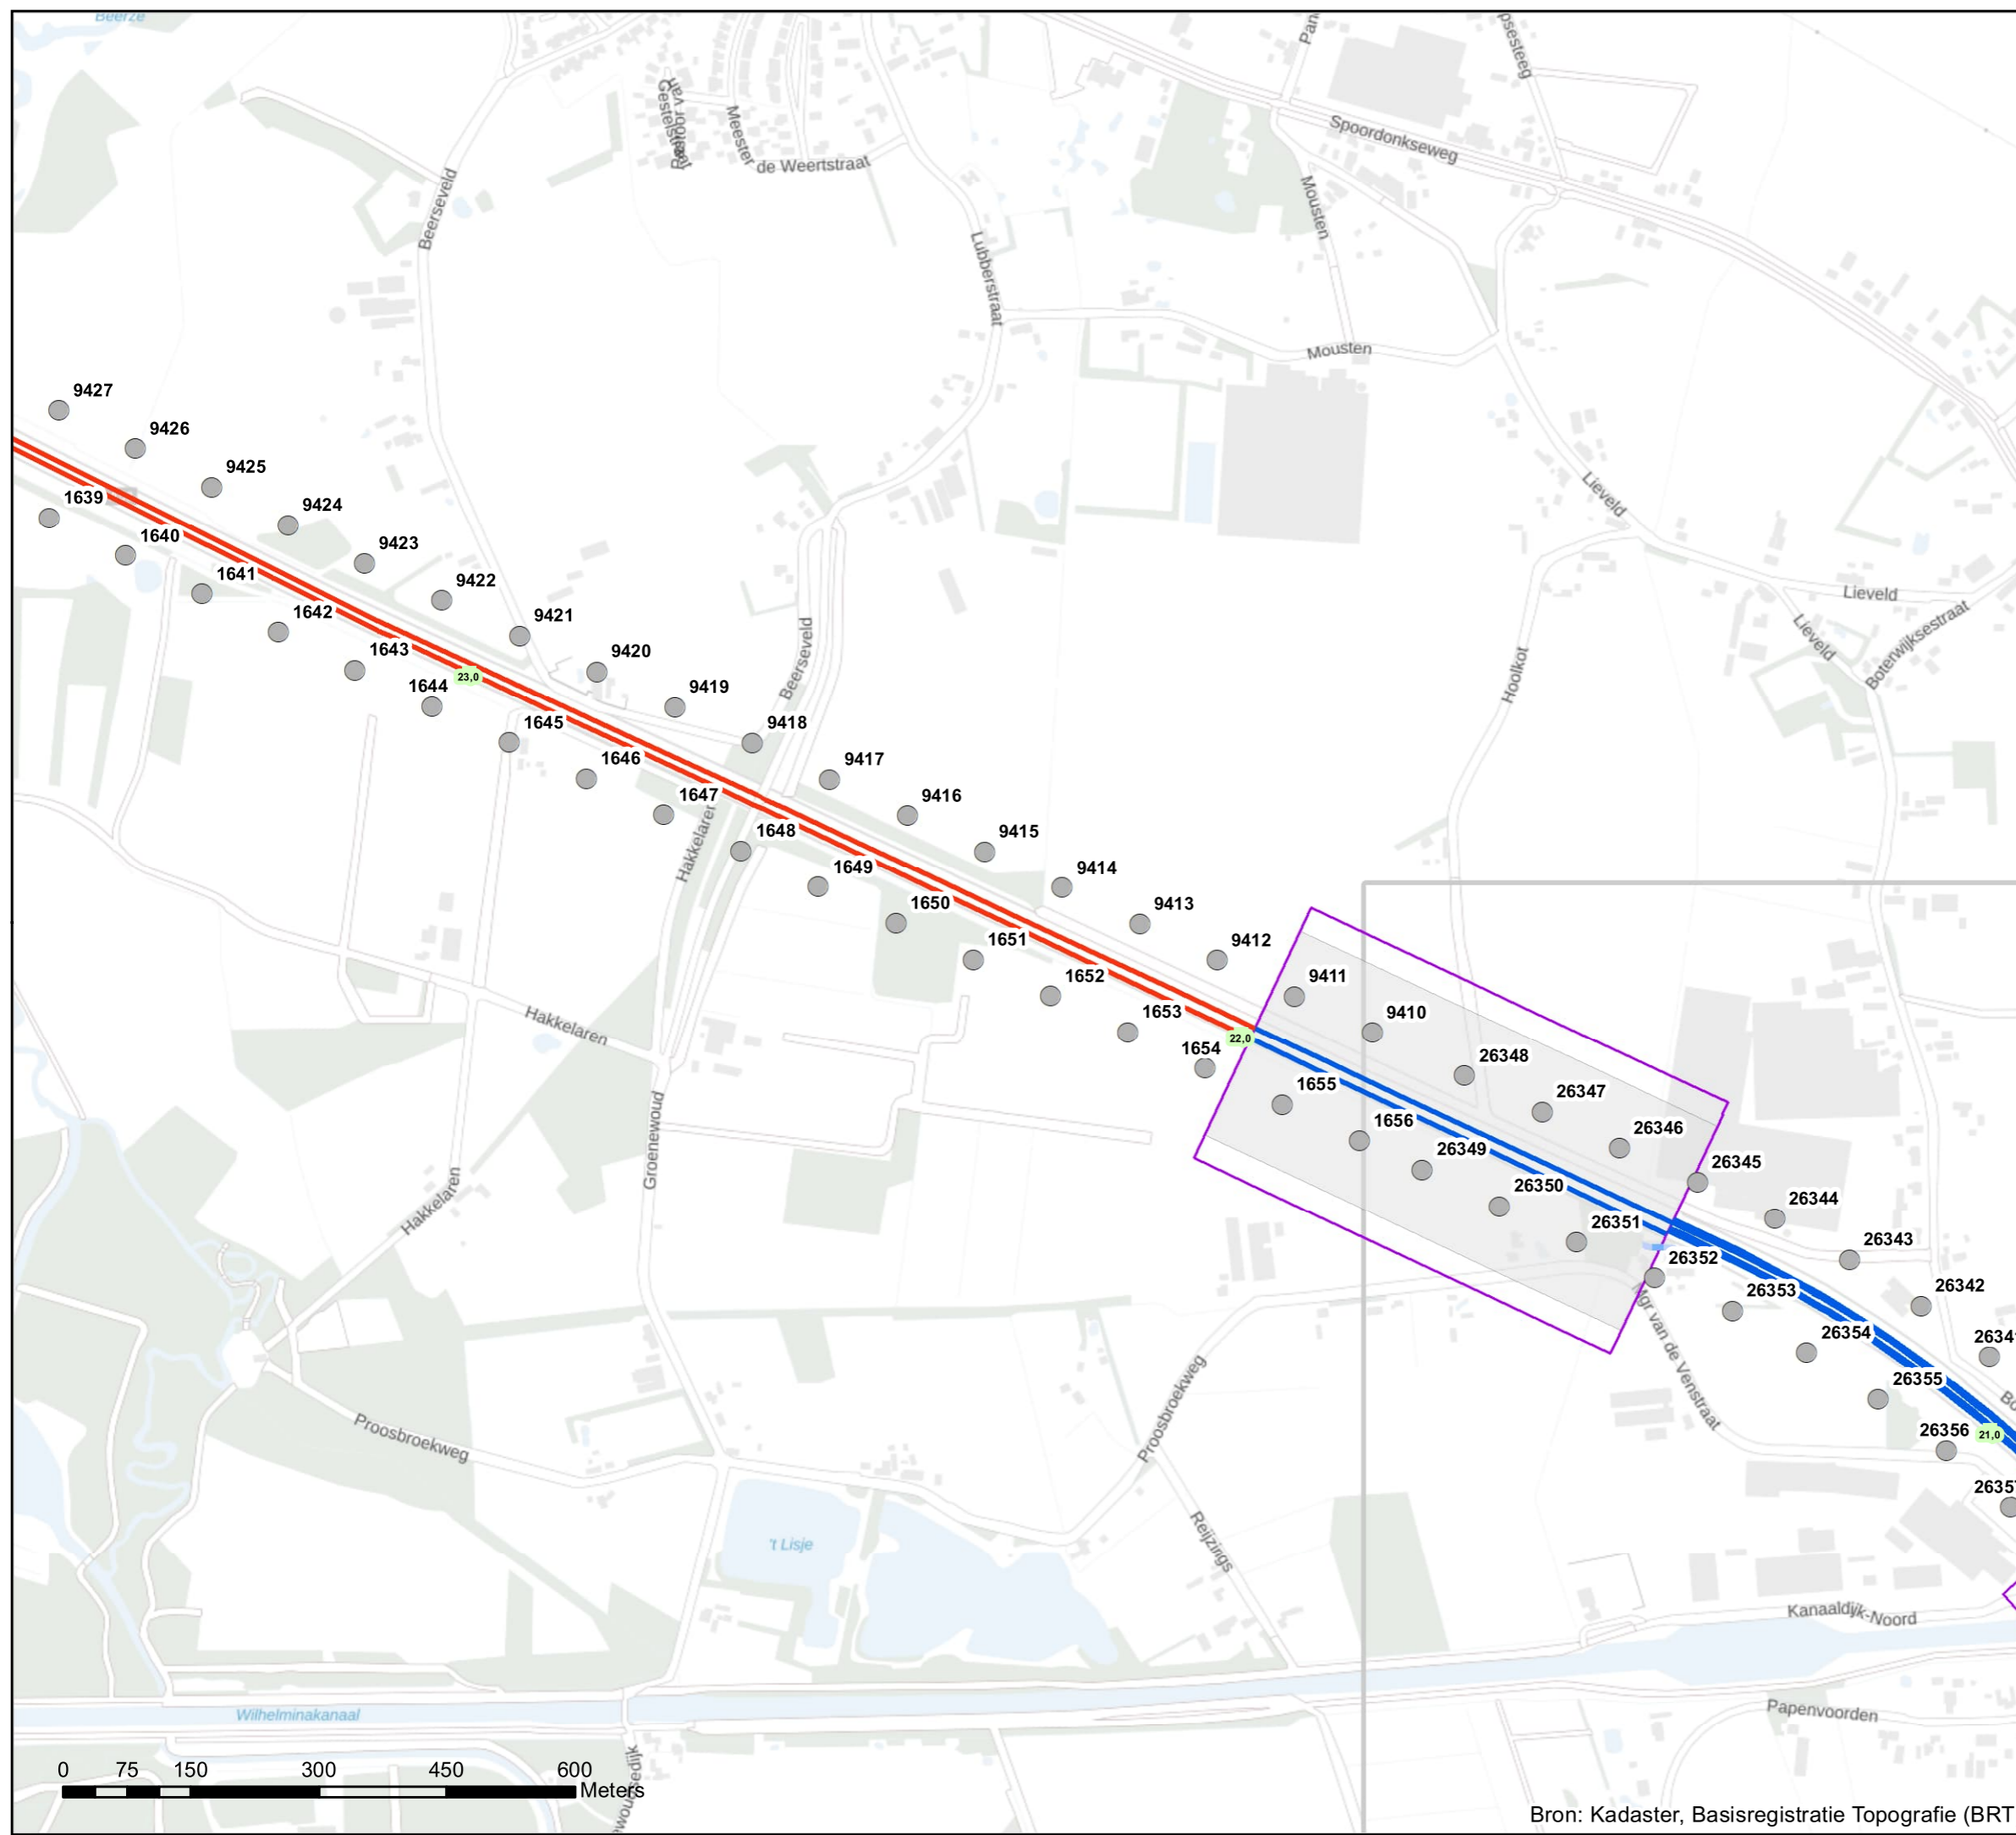 Beerze
Spoordonkseweg
Meester
de Weertstraat
Beerseveld
Mousten
Lubberstraat
Mousten
Lieveld
Lieveld
Lieveld
Boterwijksestraat
Hoolkot
Beerseveld
9427
9426
9425
9424
9423
9422
9421
9420
9419
9418
9417
9416
9415
9414
9413
9412
9411
9410
26348
26347
26346
26345
26344
26343
26342
1639
1640
1641
1642
1643
1644
23,0
1645
1646
1647
1648
1649
1650
1651
1652
1653
1654
22,0
1655
1656
26349
26350
26351
26352
26353
26354
26355
26356
21,0
Hakkelaren
Hakkelaren
Groenewoud
Hakkelaren
Proosbroekweg
Proosbroekweg
Mgr van de Venstraat
Reijzings
't Lisje
Kanaaldijk-Noord
Papenvoorden
Wilhelminakanaal
0 75 150 300 450 600
Meters
Bron: Kadaster, Basisregistratie Topografie (BRT